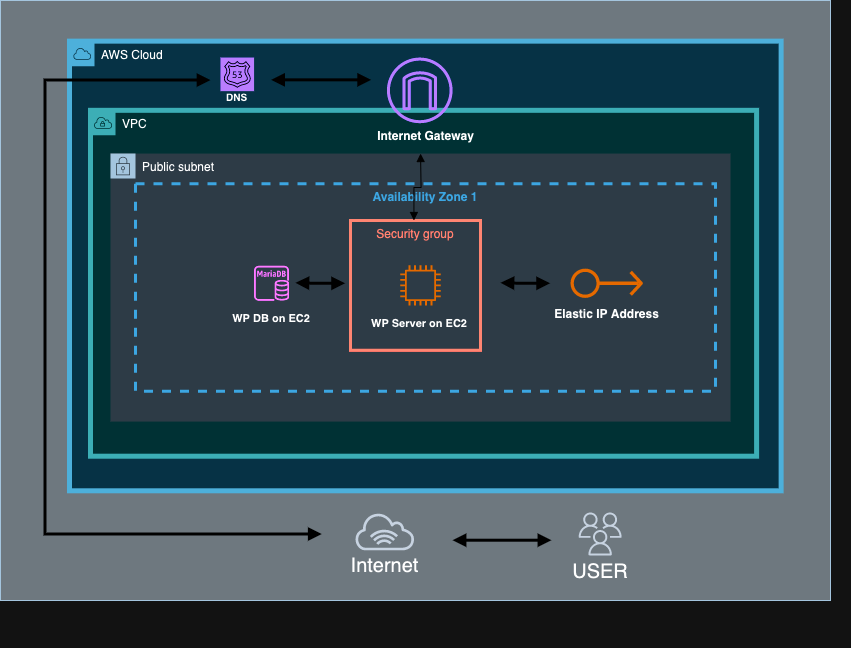 AWS Cloud
53
DNS
VPC
Internet Gateway
Public subnet
Availability Zone 1
Security group
MariaDB
WP DB on EC2
WP Server on EC2
Elastic IP Address
Internet
USER